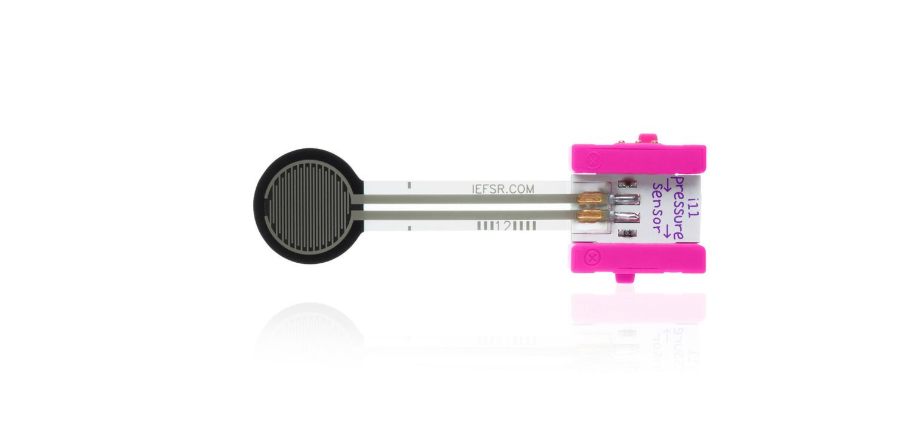 IEFSR.COM
12
i11
pressure
sensor